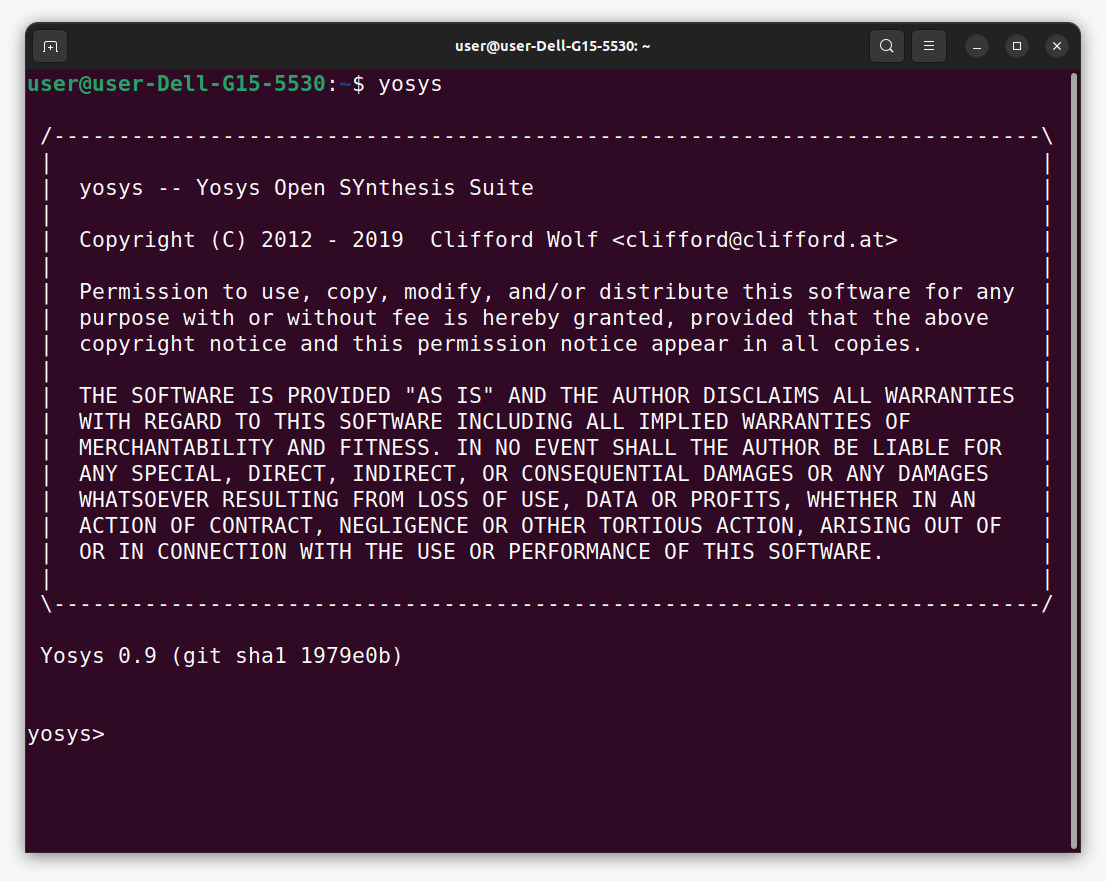 user@user-Dell-G15-5530: ~
user@user-Dell-G15-5530:~$ yosys
/----------------------------------------------------------------------------\
|                                                                            |
|  yosys -- Yosys Open SYnthesis Suite                                       |
|                                                                            |
|  Copyright (C) 2012 - 2019  Clifford Wolf <clifford@clifford.at>           |
|                                                                            |
|  Permission to use, copy, modify, and/or distribute this software for any  |
|  purpose with or without fee is hereby granted, provided that the above    |
|  copyright notice and this permission notice appear in all copies.         |
|                                                                            |
|  THE SOFTWARE IS PROVIDED "AS IS" AND THE AUTHOR DISCLAIMS ALL WARRANTIES  |
|  WITH REGARD TO THIS SOFTWARE INCLUDING ALL IMPLIED WARRANTIES OF          |
|  MERCHANTABILITY AND FITNESS. IN NO EVENT SHALL THE AUTHOR BE LIABLE FOR   |
|  ANY SPECIAL, DIRECT, INDIRECT, OR CONSEQUENTIAL DAMAGES OR ANY DAMAGES    |
|  WHATSOEVER RESULTING FROM LOSS OF USE, DATA OR PROFITS, WHETHER IN AN     |
|  ACTION OF CONTRACT, NEGLIGENCE OR OTHER TORTIOUS ACTION, ARISING OUT OF   |
|  OR IN CONNECTION WITH THE USE OR PERFORMANCE OF THIS SOFTWARE.            |
|                                                                            |
\----------------------------------------------------------------------------/
Yosys 0.9 (git sha1 1979e0b)
yosys>